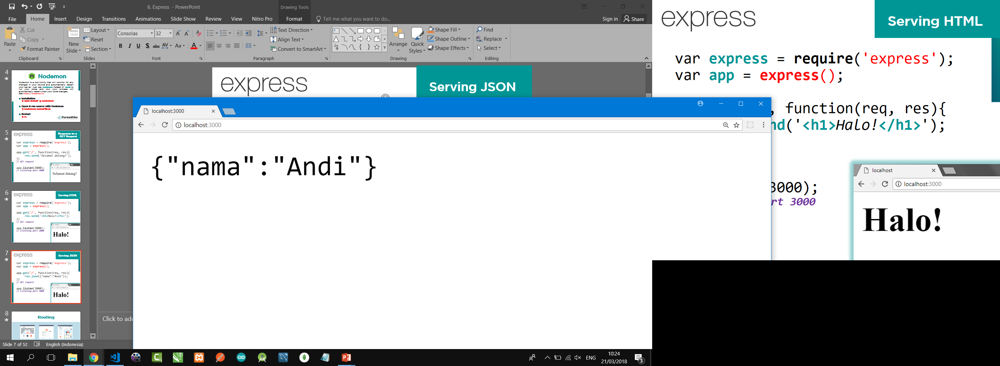 6. Express - PowerPoint
Drawing Tools
File
Home
Insert
Design
Transitions
Animations
Slide Show
Review
View
Nitro Pro
Format
Tell me what you want to do...
Sign in
Share
Paste
Cut
Copy
Format Painter
Clipboard
New
Slide
Layout
Reset
Section
Slides
Consolas
32
B I U S abc AV Aa A
Font
Text Direction
Align Text
Convert to SmartArt
Paragraph
Arrange
Quick
Styles
Shape Fill
Shape Outline
Shape Effects
Drawing
Find
Replace
Select
Editing
4
Nodemon
Nodemon is a tool/utility that will monitor for any
changes in your source and automatically restart
your server. Just use nodemon instead of node to
run your code, and now your process will
automatically restart when your code changes.
See https://nodemon.io.
Installation
$ npm install -g nodemon
Open & run source with Nodemon
$ nodemon namaFile.js
Restart
$ rs
Purwadhika
5
express
Response to a
GET Request
var express = require('express');
var app = express();
app.get('/', function(req, res){
res.send('Selamat datang!');
})
// GET request
app.listen(3000);
// Listening port 3000
Selamat datang!
6
express
Serving HTML
var express = require('express');
var app = express();
app.get('/', function(req, res){
res.send('<h1>Halo!</h1>');
})
// GET request
app.listen(3000);
// Listening port 3000
Halo!
7
express
Serving JSON
var express = require('express');
var app = express();
app.get('/', function(req, res){
res.json({"nama":"Andi"});
})
// GET request
app.listen(3000);
// Listening port 3000
Halo!
8
Routing
express
Serving JSON
localhost:3000
localhost:3000
{"nama":"Andi"}
Click to add
Slide 7 of 52
English (Indonesia)
ENG
10:24
21/03/2018
3
express
Serving HTML
var express = require('express');
var app = express();
, function(req, res){
nd('<h1>Halo!</h1>');
3000);
rt 3000
localhost
localhost:3000
Halo!